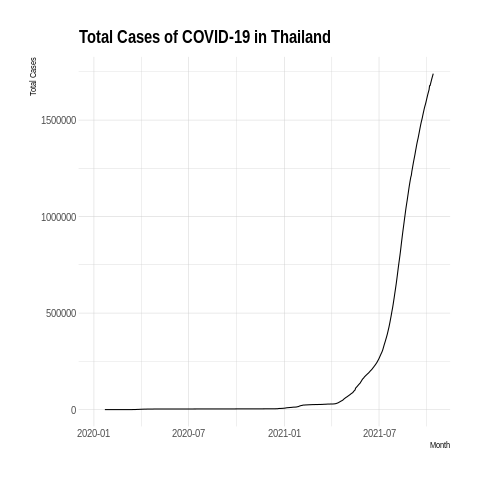 Total Cases of COVID-19 in Thailand
Total Cases
1500000
1000000
500000
0
2020-01 2020-07 2021-01 2021-07
Month